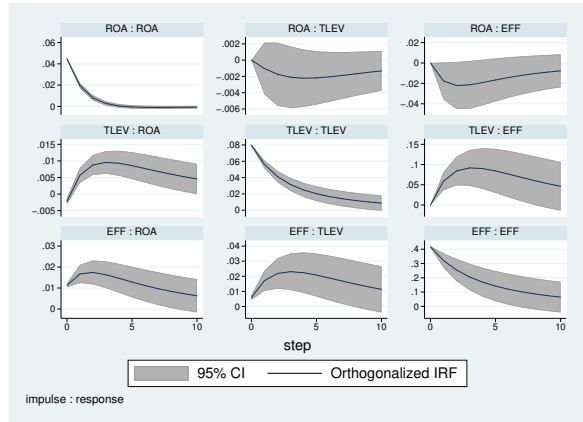 ROA : ROA
ROA : TLEV
ROA : EFF
.06
.04
.02
0
.002
0
-.002
-.004
-.006
.02
0
-.02
-.04
TLEV : ROA
TLEV : TLEV
TLEV : EFF
.015
.01
.005
0
-.005
.08
.06
.04
.02
0
.15
.1
.05
0
EFF : ROA
EFF : TLEV
EFF : EFF
.03
.02
.01
0
.04
.03
.02
.01
0
.4
.3
.2
.1
0
0 5 10
0 5 10
0 5 10
step
95% CI
Orthogonalized IRF
impulse : response